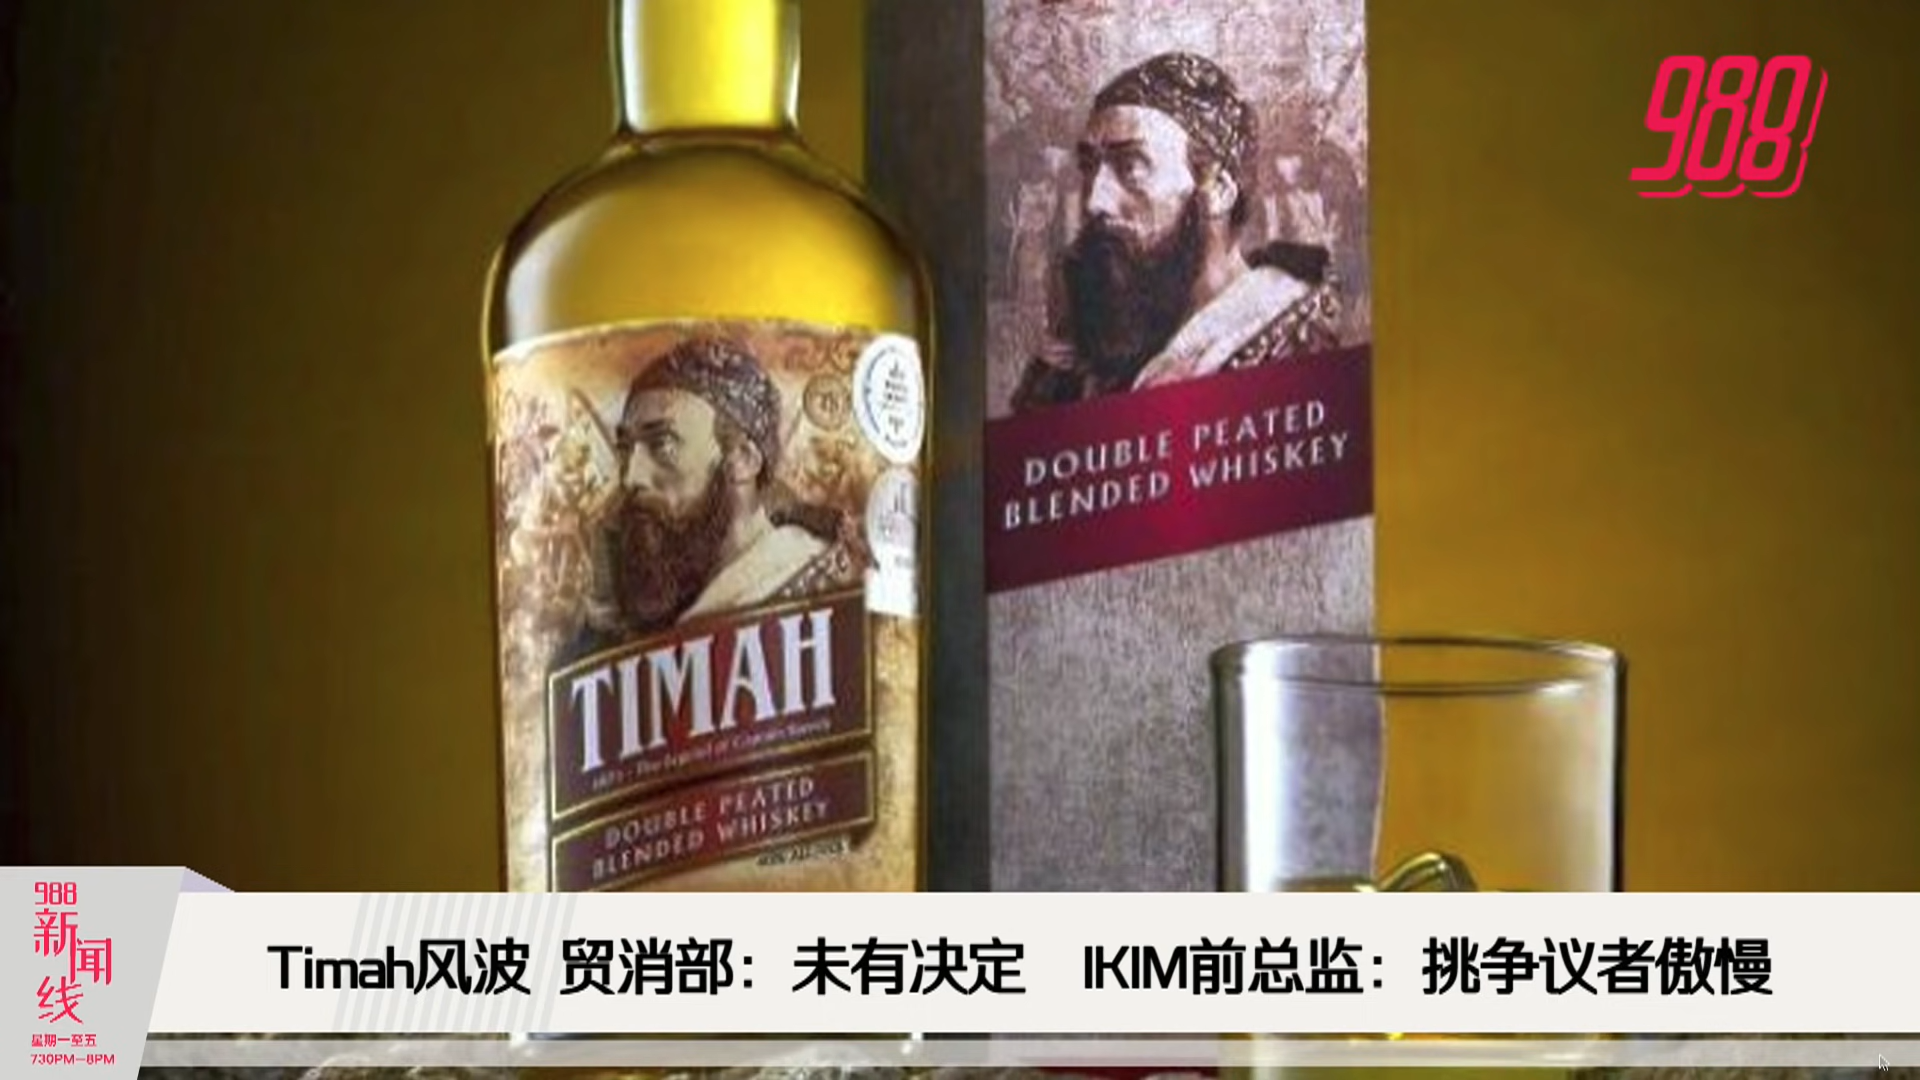 988
DOUBLE PEATED
BLENDED WHISKEY
TIMAH
DOUBLE PEATED
BLENDED WHISKEY
988
新闻线
星期一至五
730PM-8PM
Timah风波 贸消部：未有决定 IKIM前总监：挑争议者傲慢